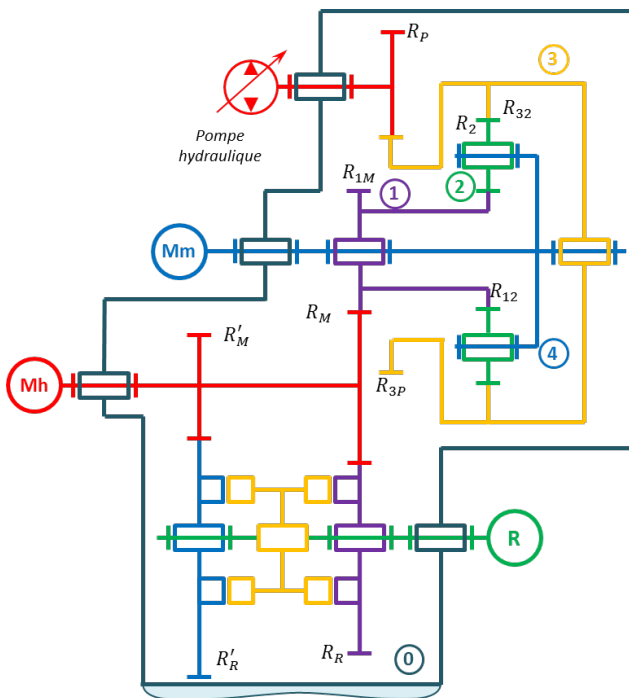 R_P
3
R_32
R_2
Pompe
hydraulique
R_1M
1
2
Mm
R_12
R_M
R'_M
4
Mh
R_3P
R
R_R
0
R'_R